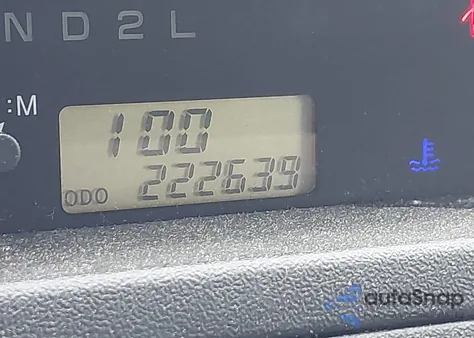 N D 2 L
:M
100
ODO 222639
autoSnap